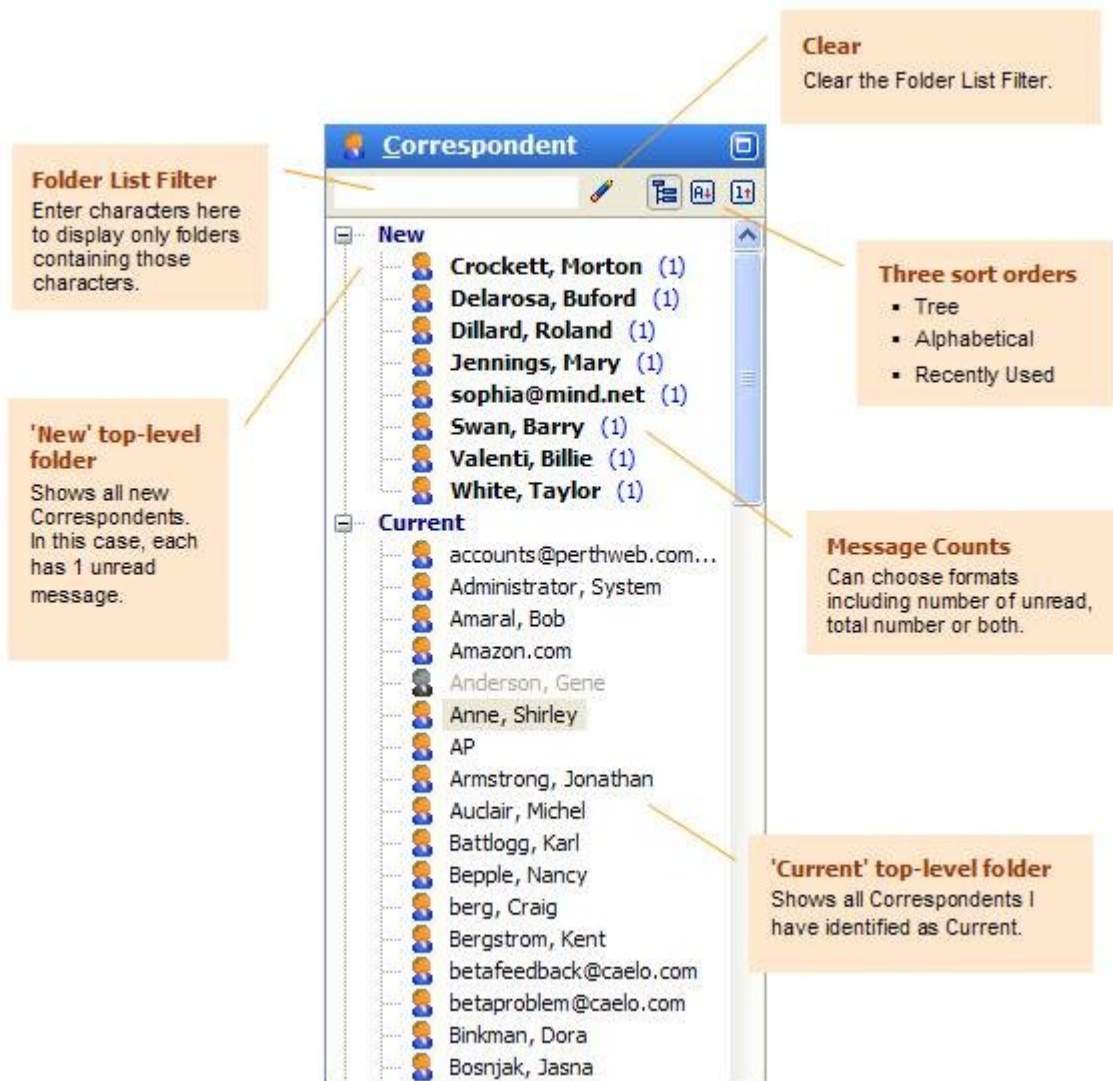 Clear
Clear the Folder List Filter.
Correspondent
Folder List Filter
Enter characters here
to display only folders
containing those
characters.
Three sort orders
▪ Tree
▪ Alphabetical
▪ Recently Used
New
Crockett, Morton (1)
Delarosa, Buford (1)
Dillard, Roland (1)
Jennings, Mary (1)
sophia@mind.net (1)
Swan, Barry (1)
Valenti, Billie (1)
White, Taylor (1)
'New' top-level
folder
Shows all new
Correspondents.
In this case, each
has 1 unread
message.
Message Counts
Can choose formats
including number of unread,
total number or both.
Current
accounts@perthweb.com...
Administrator, System
Amaral, Bob
Amazon.com
Anderson, Gene
Anne, Shirley
AP
Armstrong, Jonathan
Auclair, Michel
Battlogg, Karl
Bepple, Nancy
berg, Craig
Bergstrom, Kent
betafeedback@caelo.com
betaproblem@caelo.com
Binkman, Dora
Bosnjak, Jasna
'Current' top-level folder
Shows all Correspondents I
have identified as Current.